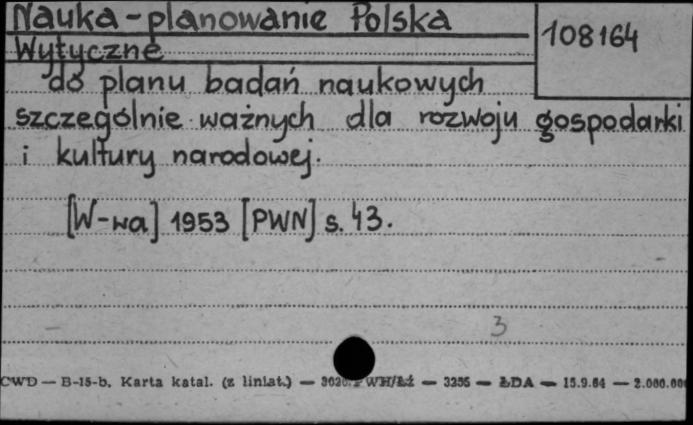 Nauka-planowanie Polska
108164
Wytyczne
do planu badań naukowych
szczególnie ważnych dla rozwoju gospodarki
i kultury narodowej.
[W-wa] 1953 [PWN] s. 43.
3
CWD — B-15-b. Karta katal. (z liniat.) — WH/Łź — 3255 — ŁDA — 15.9.64 — 2.000.000